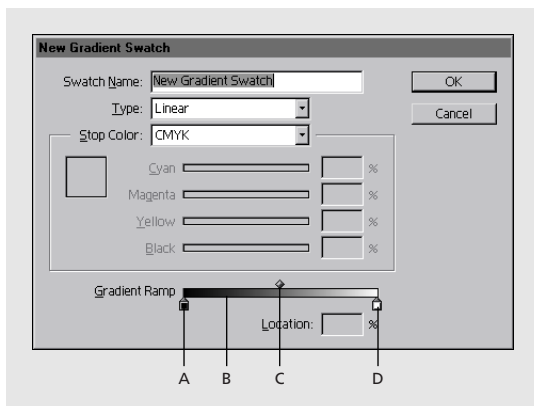 New Gradient Swatch
Swatch Name: New Gradient Swatch
OK
Type: Linear
Cancel
Stop Color: CMYK
Cyan %
Magenta %
Yellow %
Black %
Gradient Ramp
Location: %
A B C D